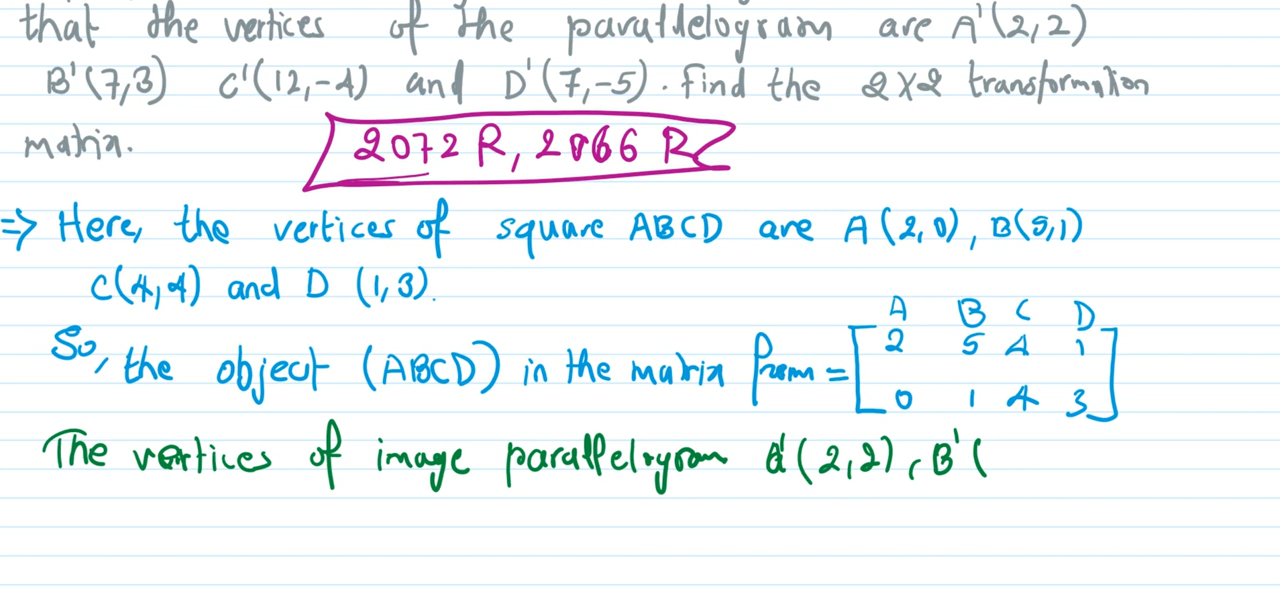 that the vertices of the parallelogram are A'(2,2)
B'(7,3) C'(12,-4) and D'(7,-5). Find the 2x2 transformation
matrix.
2072 R, 2066 R
=> Here, the vertices of square ABCD are A(2,0), B(5,1)
C(4,4) and D (1,3).
So, the object (ABCD) in the matrix from =
A B C D
2 5 4 1
0 1 4 3
The vertices of image parallelogram A'(2,2), B'(